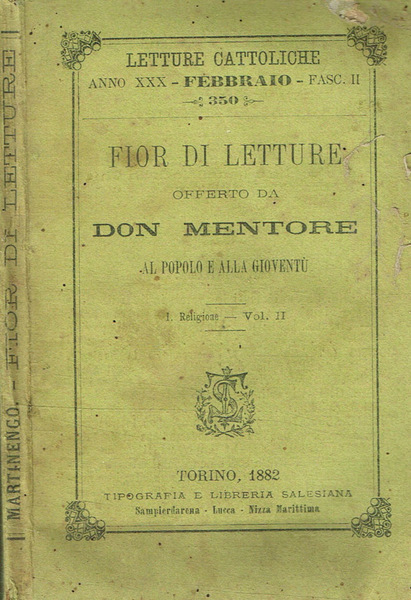 LETTURE CATTOLICHE
ANNO XXX - FEBBRAIO - FASC. II
350
FIOR DI LETTURE
OFFERTO DA
DON MENTORE
AL POPOLO E ALLA GIOVENTÙ
I. Religione — Vol. II
TORINO, 1882
TIPOGRAFIA E LIBRERIA SALESIANA
Sampierdarena - Lucca - Nizza Marittima
MARTINENGO. - FIOR DI LETTURE